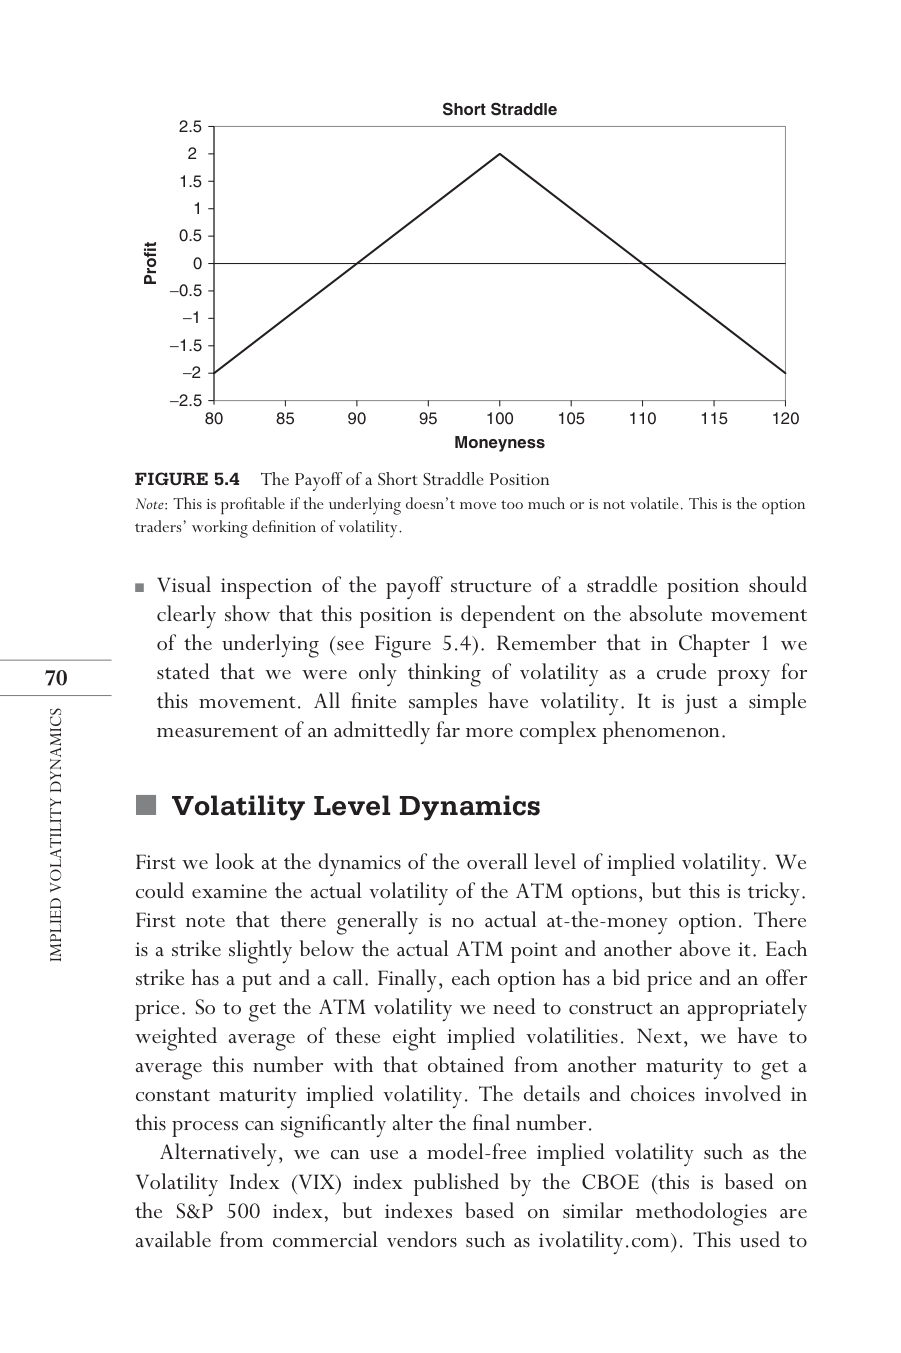 Short Straddle
2.5
2
1.5
1
0.5
0
−0.5
−1
−1.5
−2
−2.5
Profit
80 85 90 95 100 105 110 115 120
Moneyness
FIGURE 5.4 The Payoff of a Short Straddle Position
Note: This is profitable if the underlying doesn’t move too much or is not volatile. This is the option
traders’ working definition of volatility.
■ Visual inspection of the payoff structure of a straddle position should
clearly show that this position is dependent on the absolute movement
of the underlying (see Figure 5.4). Remember that in Chapter 1 we
stated that we were only thinking of volatility as a crude proxy for
this movement. All finite samples have volatility. It is just a simple
measurement of an admittedly far more complex phenomenon.
70
IMPLIED VOLATILITY DYNAMICS
■ Volatility Level Dynamics
First we look at the dynamics of the overall level of implied volatility. We
could examine the actual volatility of the ATM options, but this is tricky.
First note that there generally is no actual at-the-money option. There
is a strike slightly below the actual ATM point and another above it. Each
strike has a put and a call. Finally, each option has a bid price and an offer
price. So to get the ATM volatility we need to construct an appropriately
weighted average of these eight implied volatilities. Next, we have to
average this number with that obtained from another maturity to get a
constant maturity implied volatility. The details and choices involved in
this process can significantly alter the final number.
Alternatively, we can use a model-free implied volatility such as the
Volatility Index (VIX) index published by the CBOE (this is based on
the S&P 500 index, but indexes based on similar methodologies are
available from commercial vendors such as ivolatility.com). This used to